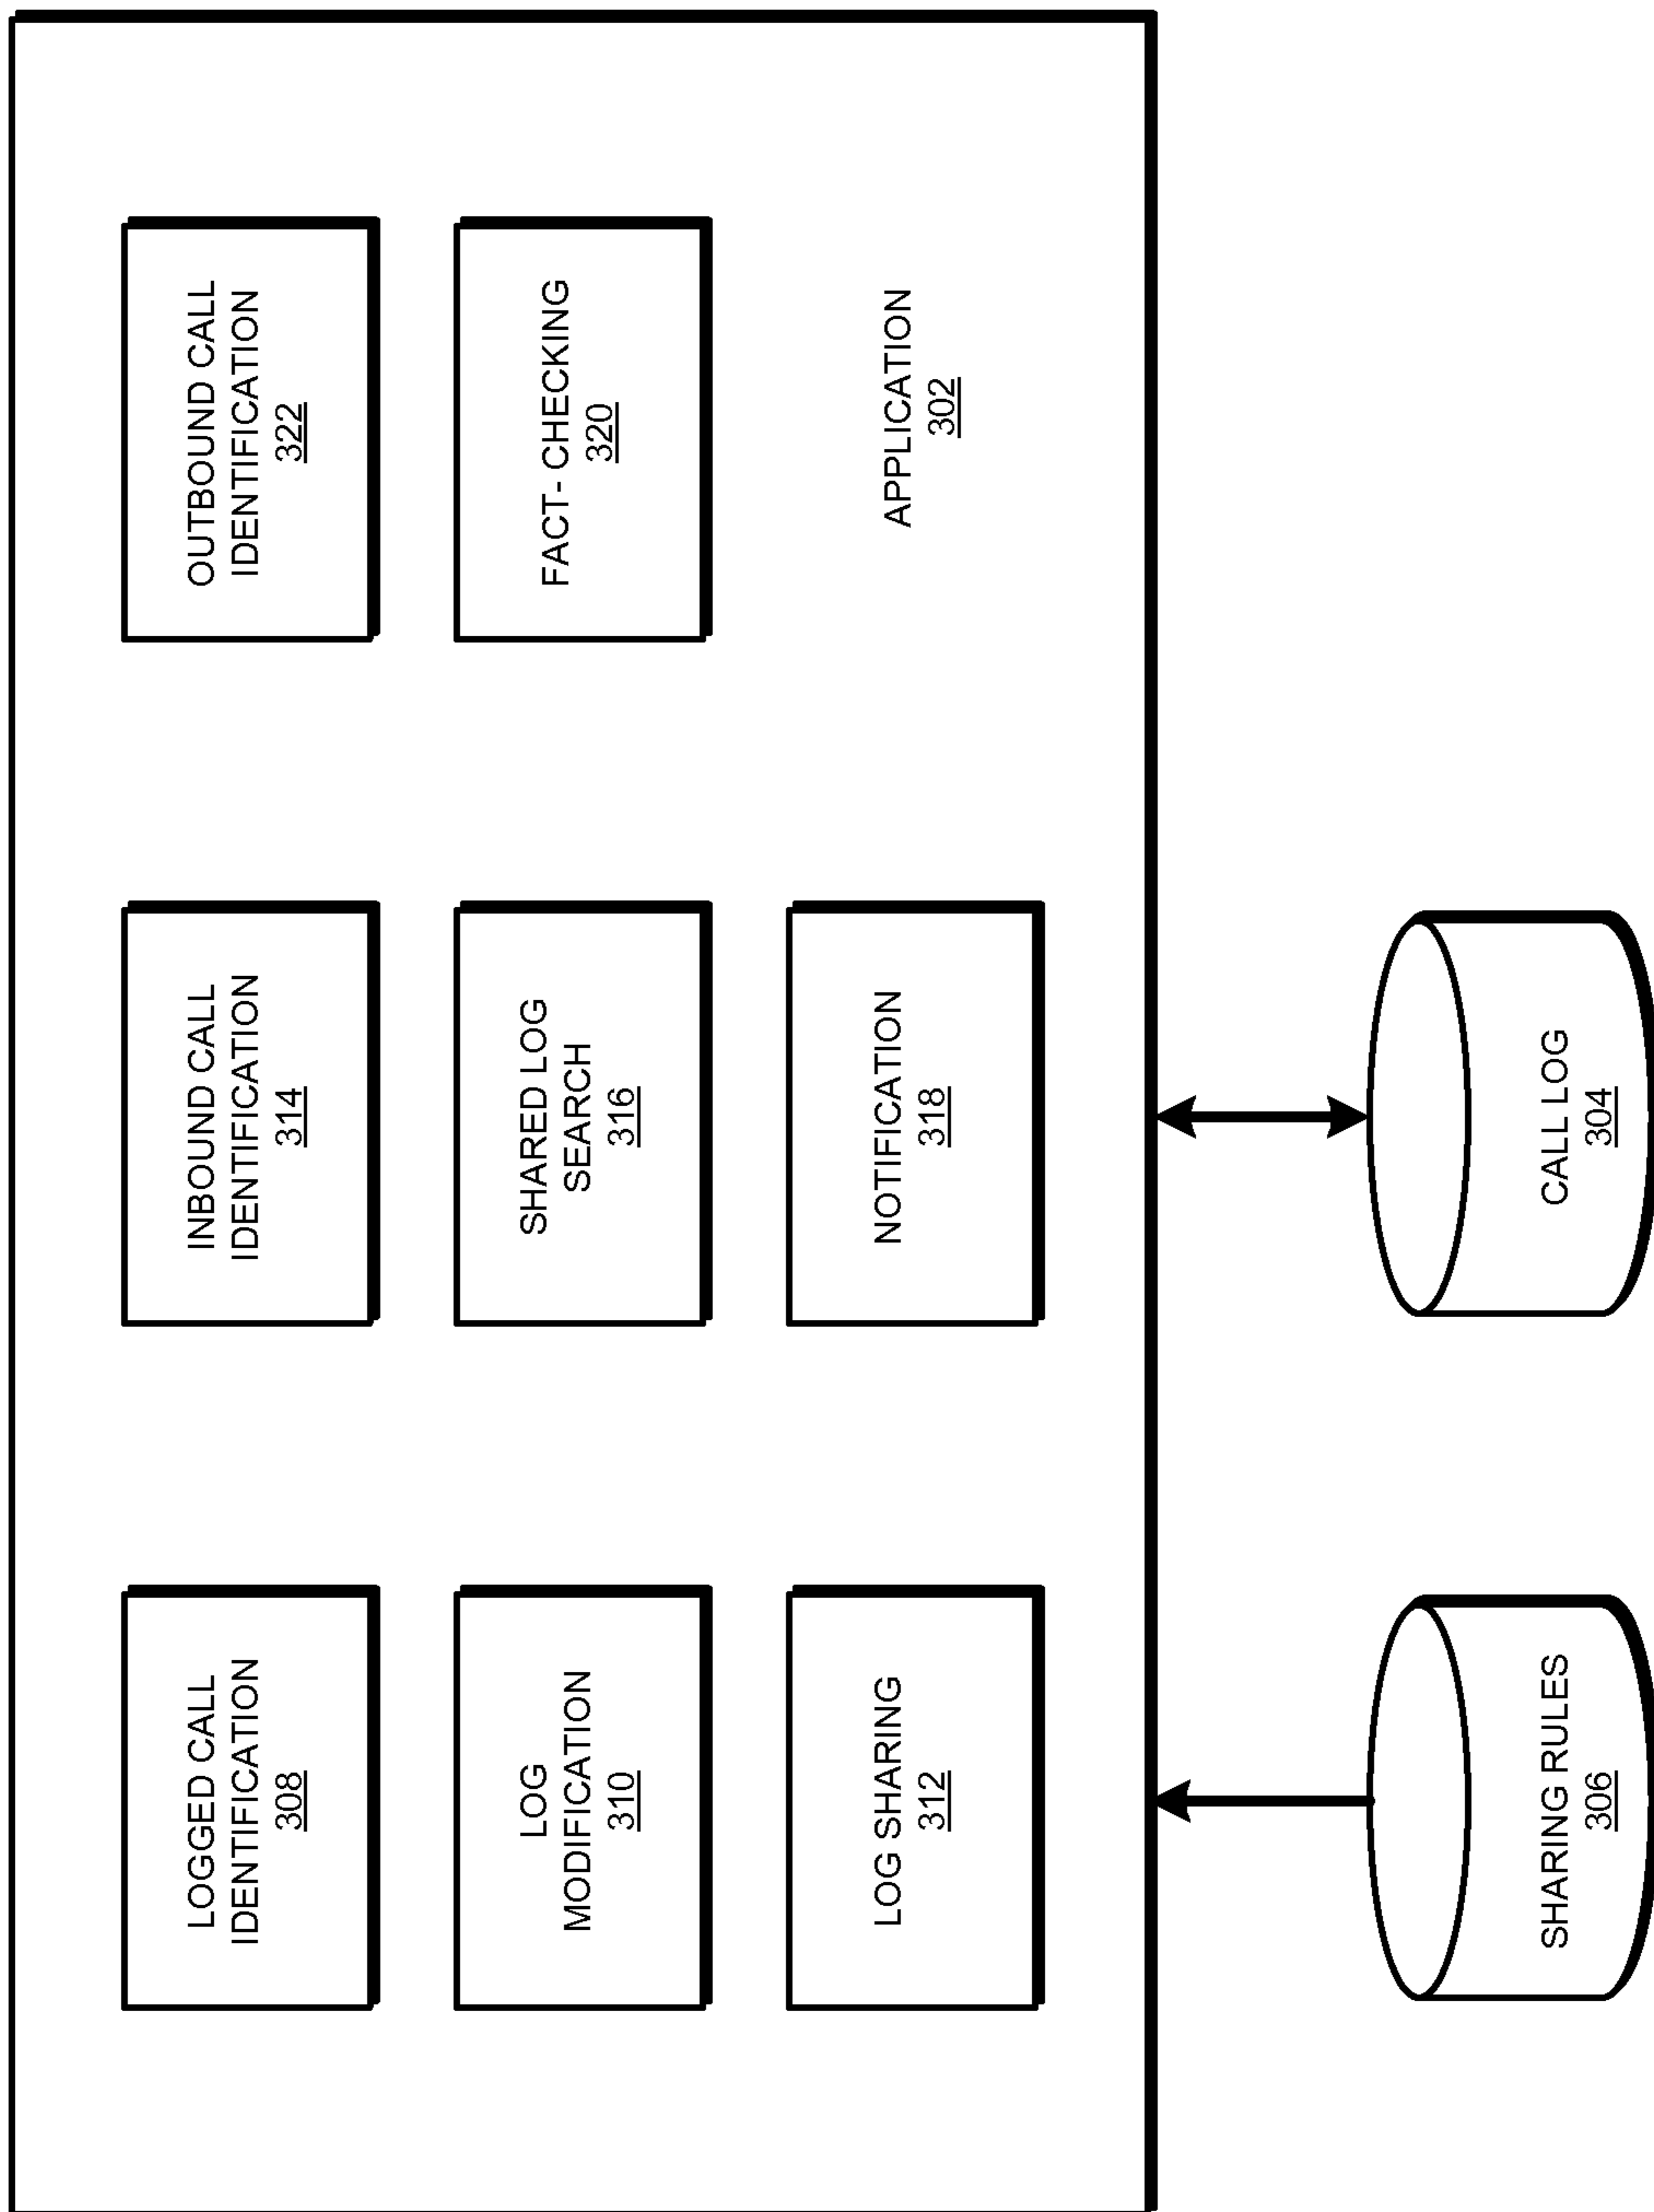 LOGGED CALL
IDENTIFICATION
308
LOG
MODIFICATION
310
LOG SHARING
312
INBOUND CALL
IDENTIFICATION
314
SHARED LOG
SEARCH
316
NOTIFICATION
318
OUTBOUND CALL
IDENTIFICATION
322
FACT- CHECKING
320
APPLICATION
302
SHARING RULES
306
CALL LOG
304